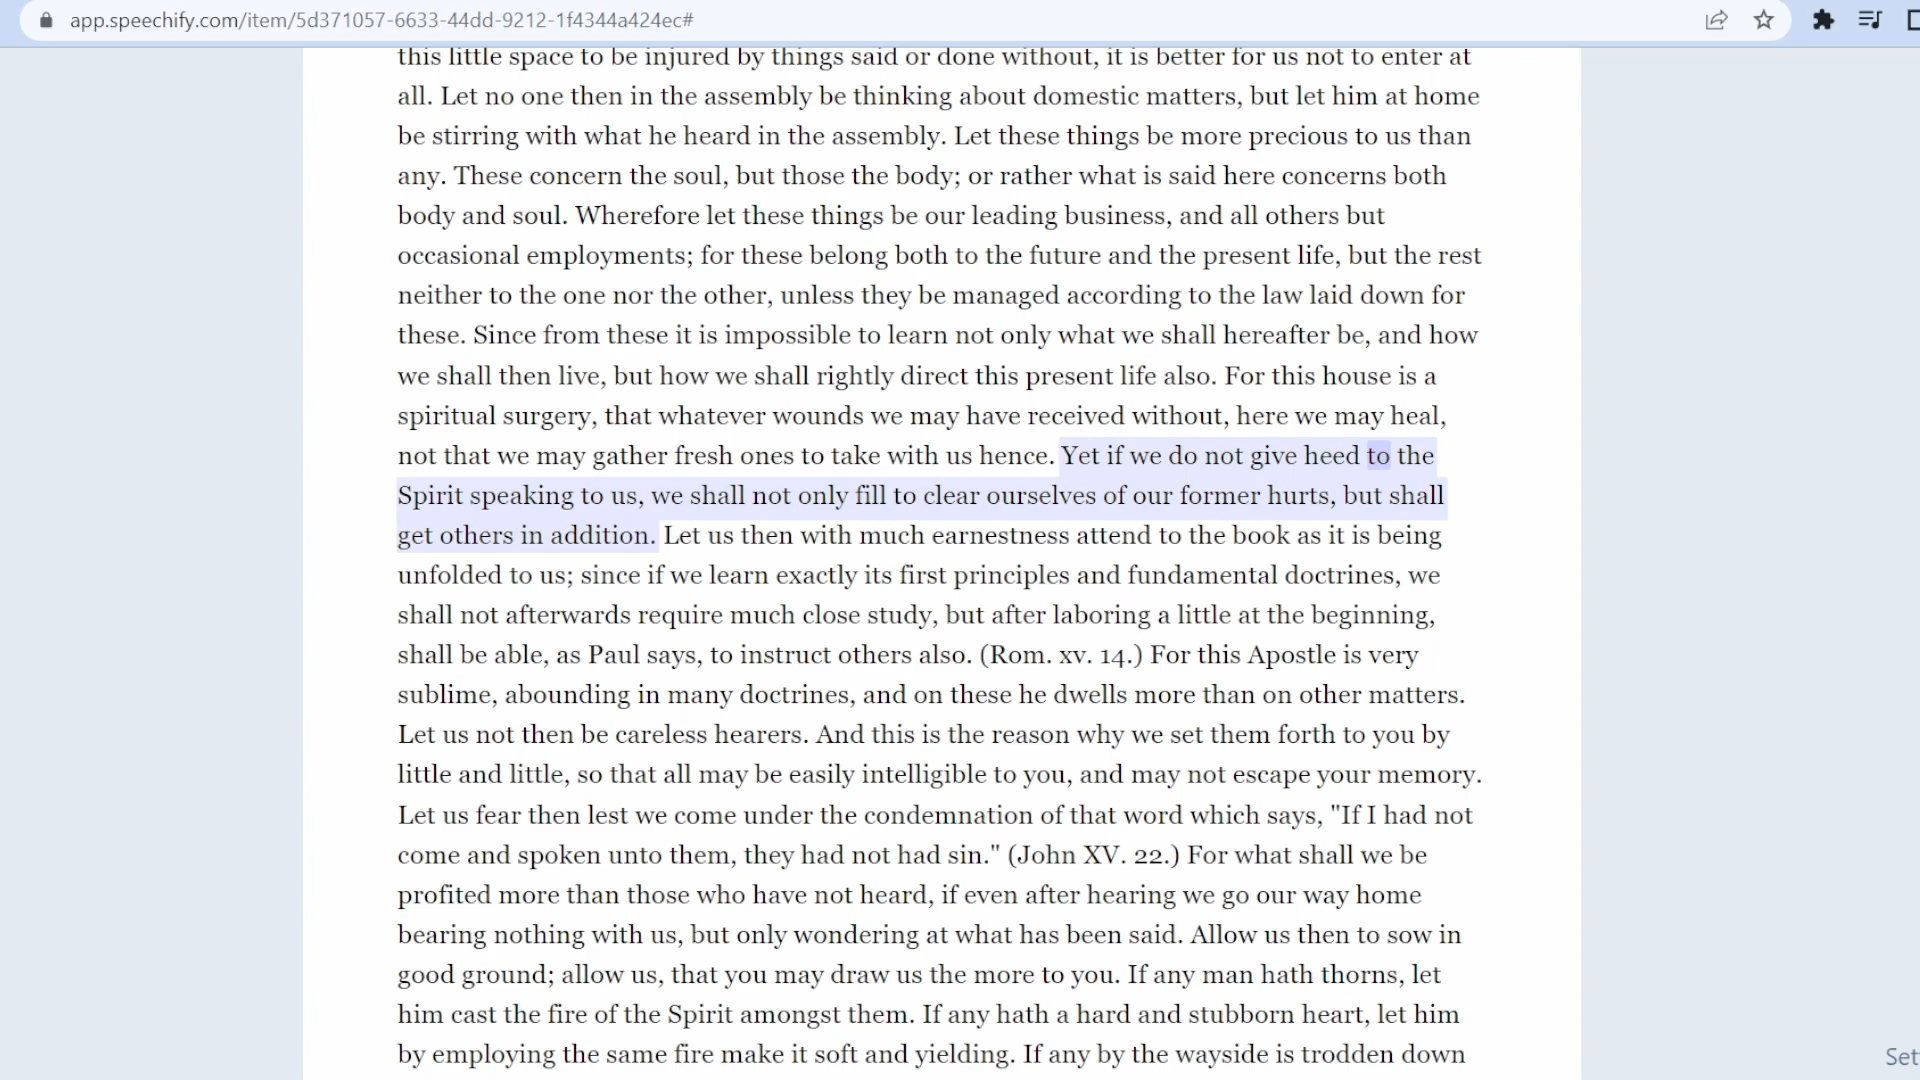 app.speechify.com/item/5d371057-6633-44dd-9212-1f4344a424ec#
this little space to be injured by things said or done without, it is better for us not to enter at
all. Let no one then in the assembly be thinking about domestic matters, but let him at home
be stirring with what he heard in the assembly. Let these things be more precious to us than
any. These concern the soul, but those the body; or rather what is said here concerns both
body and soul. Wherefore let these things be our leading business, and all others but
occasional employments; for these belong both to the future and the present life, but the rest
neither to the one nor the other, unless they be managed according to the law laid down for
these. Since from these it is impossible to learn not only what we shall hereafter be, and how
we shall then live, but how we shall rightly direct this present life also. For this house is a
spiritual surgery, that whatever wounds we may have received without, here we may heal,
not that we may gather fresh ones to take with us hence. Yet if we do not give heed to the
Spirit speaking to us, we shall not only fill to clear ourselves of our former hurts, but shall
get others in addition. Let us then with much earnestness attend to the book as it is being
unfolded to us; since if we learn exactly its first principles and fundamental doctrines, we
shall not afterwards require much close study, but after laboring a little at the beginning,
shall be able, as Paul says, to instruct others also. (Rom. xv. 14.) For this Apostle is very
sublime, abounding in many doctrines, and on these he dwells more than on other matters.
Let us not then be careless hearers. And this is the reason why we set them forth to you by
little and little, so that all may be easily intelligible to you, and may not escape your memory.
Let us fear then lest we come under the condemnation of that word which says, "If I had not
come and spoken unto them, they had not had sin." (John XV. 22.) For what shall we be
profited more than those who have not heard, if even after hearing we go our way home
bearing nothing with us, but only wondering at what has been said. Allow us then to sow in
good ground; allow us, that you may draw us the more to you. If any man hath thorns, let
him cast the fire of the Spirit amongst them. If any hath a hard and stubborn heart, let him
by employing the same fire make it soft and yielding. If any by the wayside is trodden down